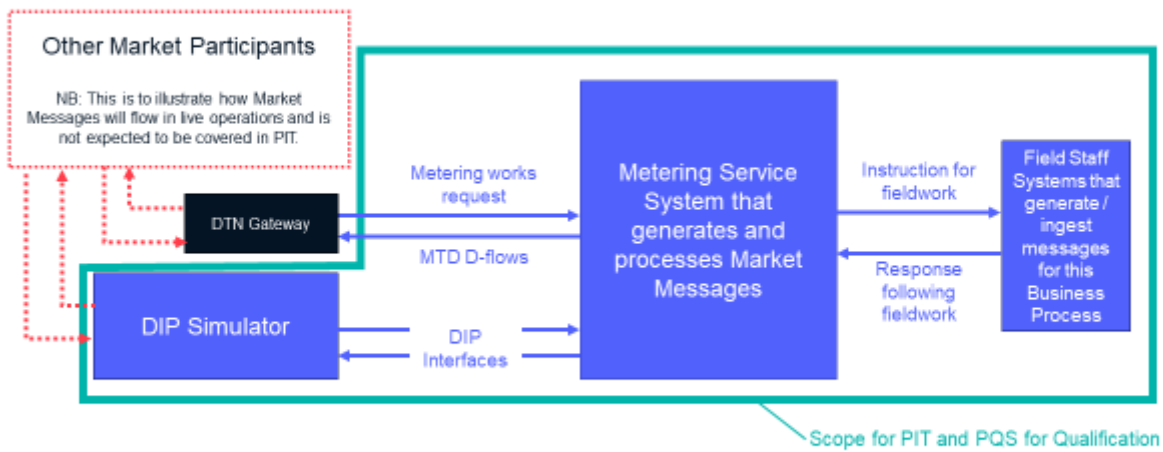 Other Market Participants
NB: This is to illustrate how Market
Messages will flow in live operations and is
not expected to be covered in PIT.
DTN Gateway
Metering works
request
MTD D-flows
DIP Simulator
DIP
Interfaces
Metering Service
System that
generates and
processes Market
Messages
Instruction for
fieldwork
Response
following
fieldwork
Field Staff
Systems that
generate /
ingest
messages
for this
Business
Process
Scope for PIT and PQS for Qualification